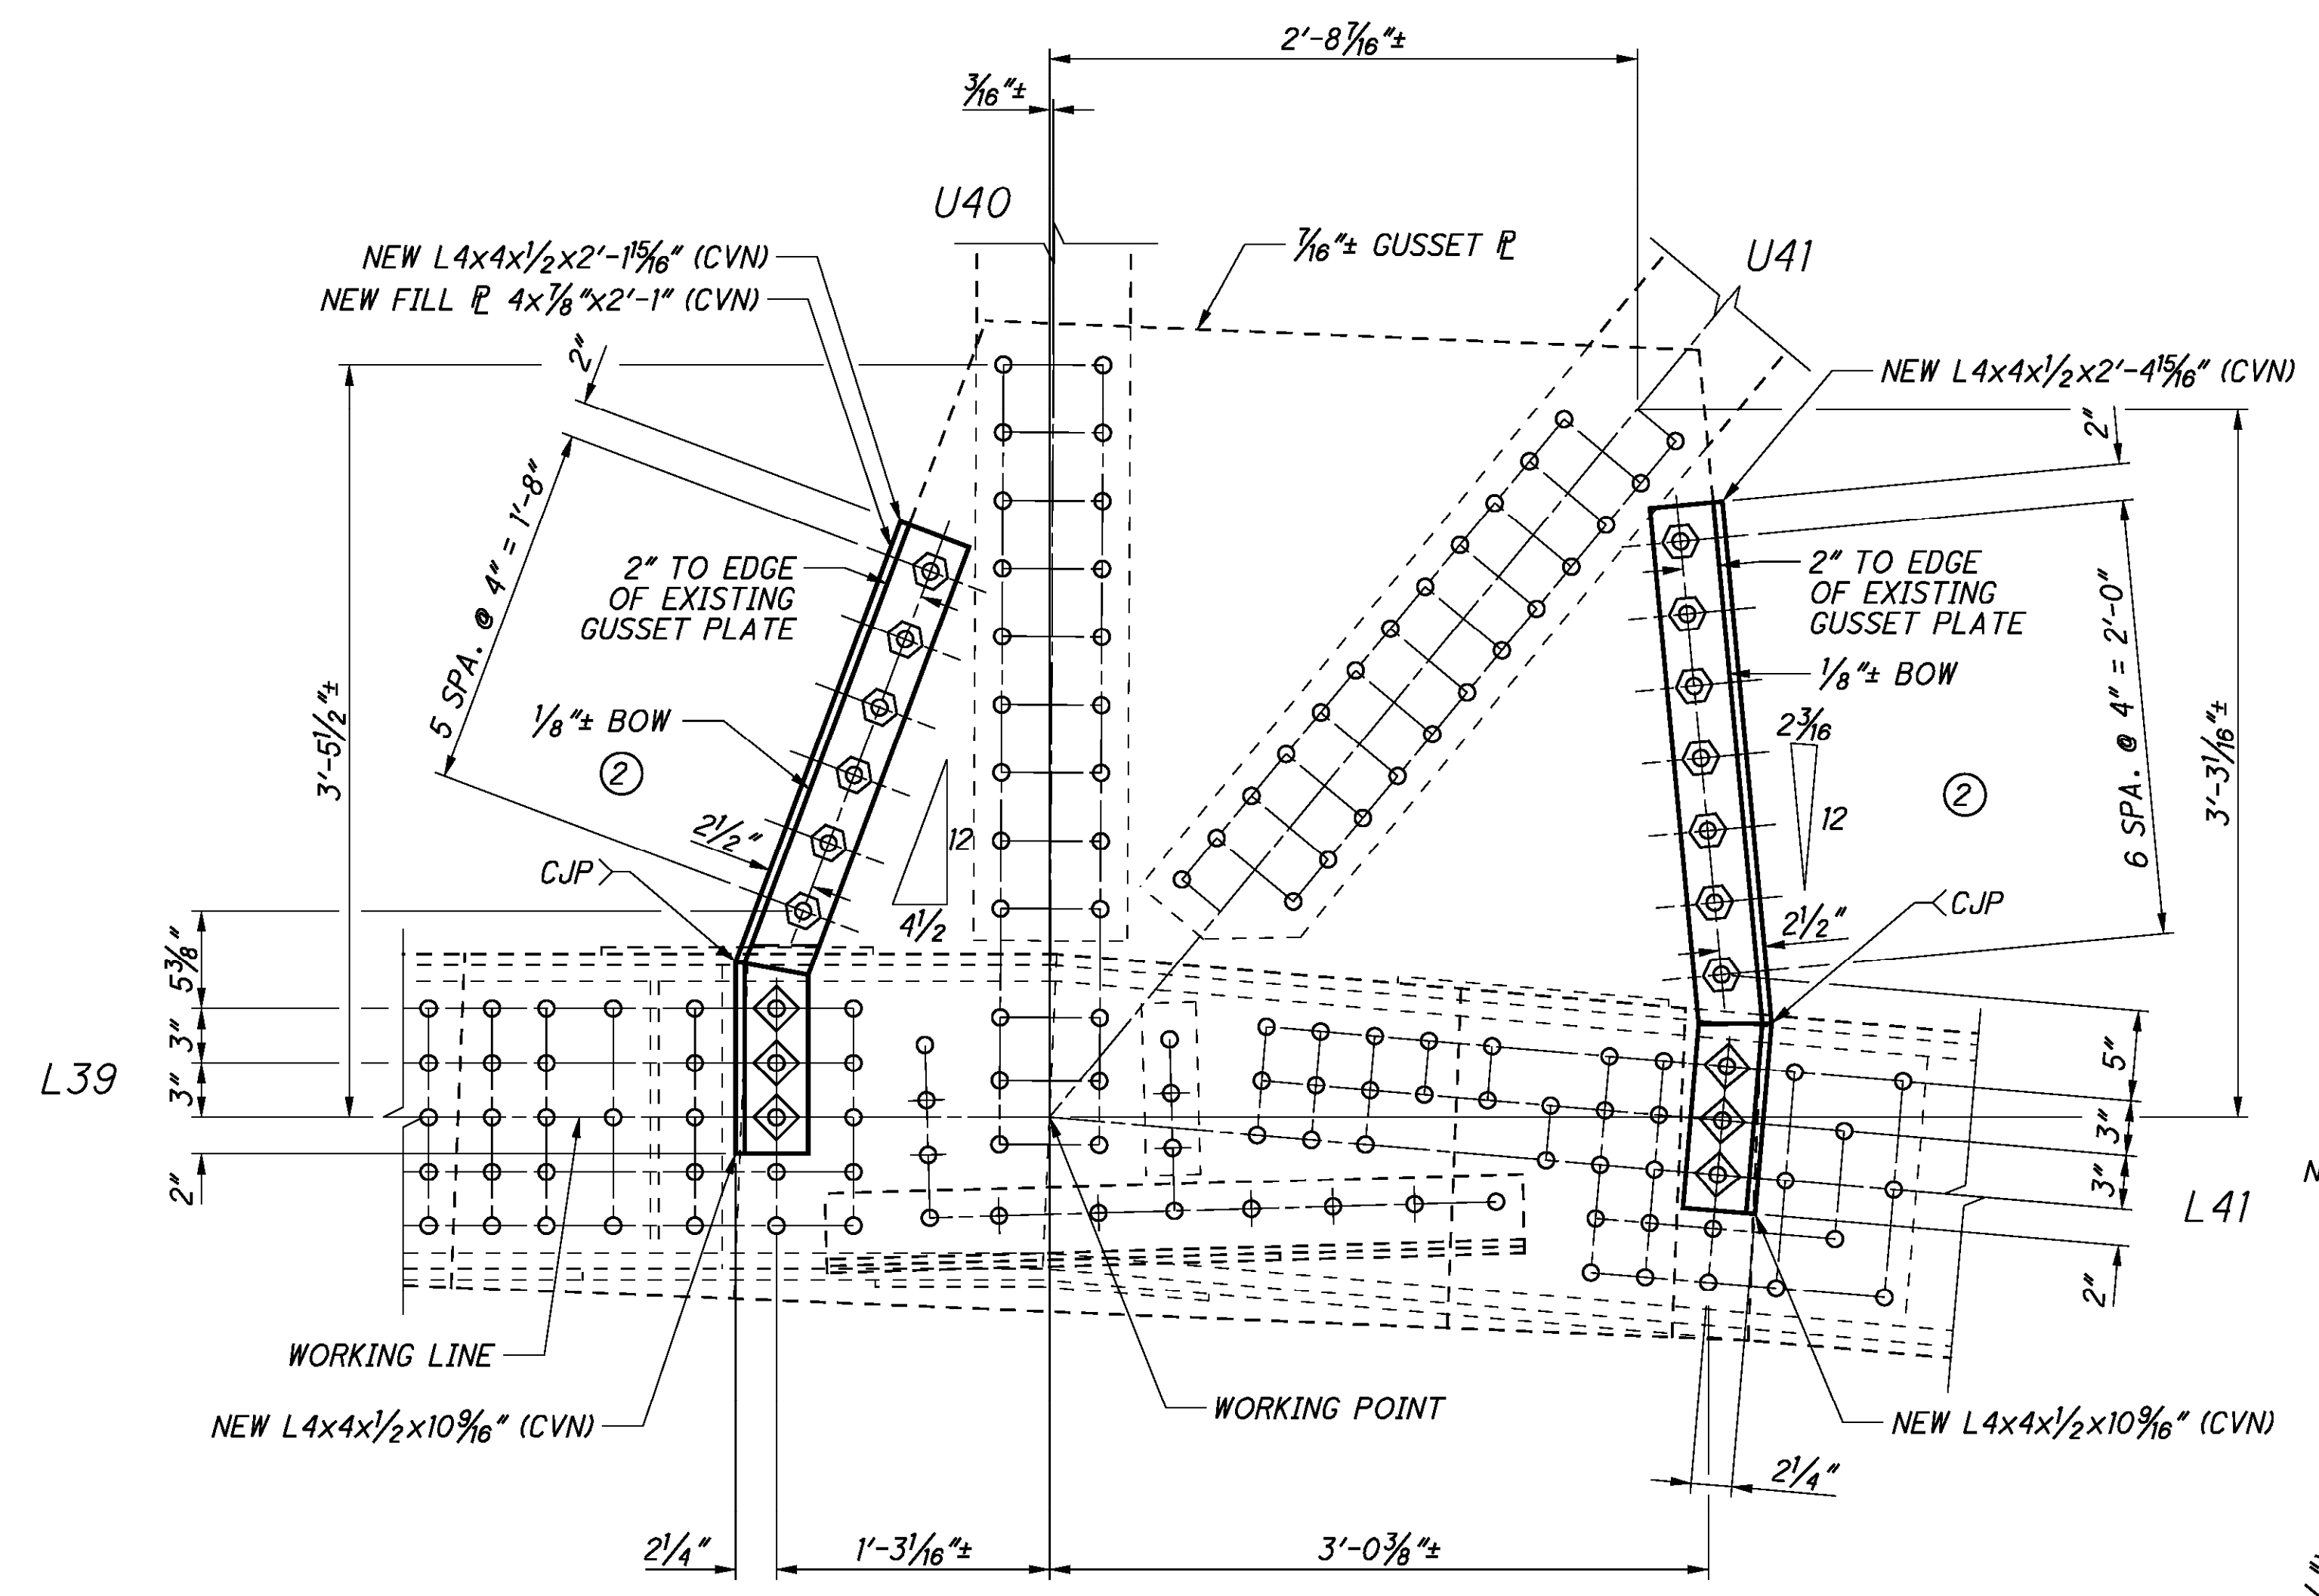 2'-8 7/16"±
3/16"±
U40
NEW L4x4x1/2x2'-1 15/16" (CVN)
7/16"± GUSSET ⅊
U41
NEW FILL ⅊ 4x7/8"x2'-1" (CVN)
2"
NEW L4x4x1/2x2'-4 15/16" (CVN)
2"
5 SPA. @ 4" = 1'-8"
2" TO EDGE
OF EXISTING
GUSSET PLATE
2" TO EDGE
OF EXISTING
GUSSET PLATE
1/8"± BOW
1/8"± BOW
2
2 3/16
12
2
6 SPA. @ 4" = 2'-0"
3'-3 1/16"±
3'-5 1/2"±
2 1/2"
12
4 1/2
CJP
CJP
2 1/2"
5 3/8"
3"
3"
2"
L39
5"
3"
3"
2"
L41
WORKING LINE
WORKING POINT
NEW L4x4x1/2x10 9/16" (CVN)
NEW L4x4x1/2x10 9/16" (CVN)
2 1/4"
2 1/4"
1'-3 1/16"±
3'-0 3/8"±